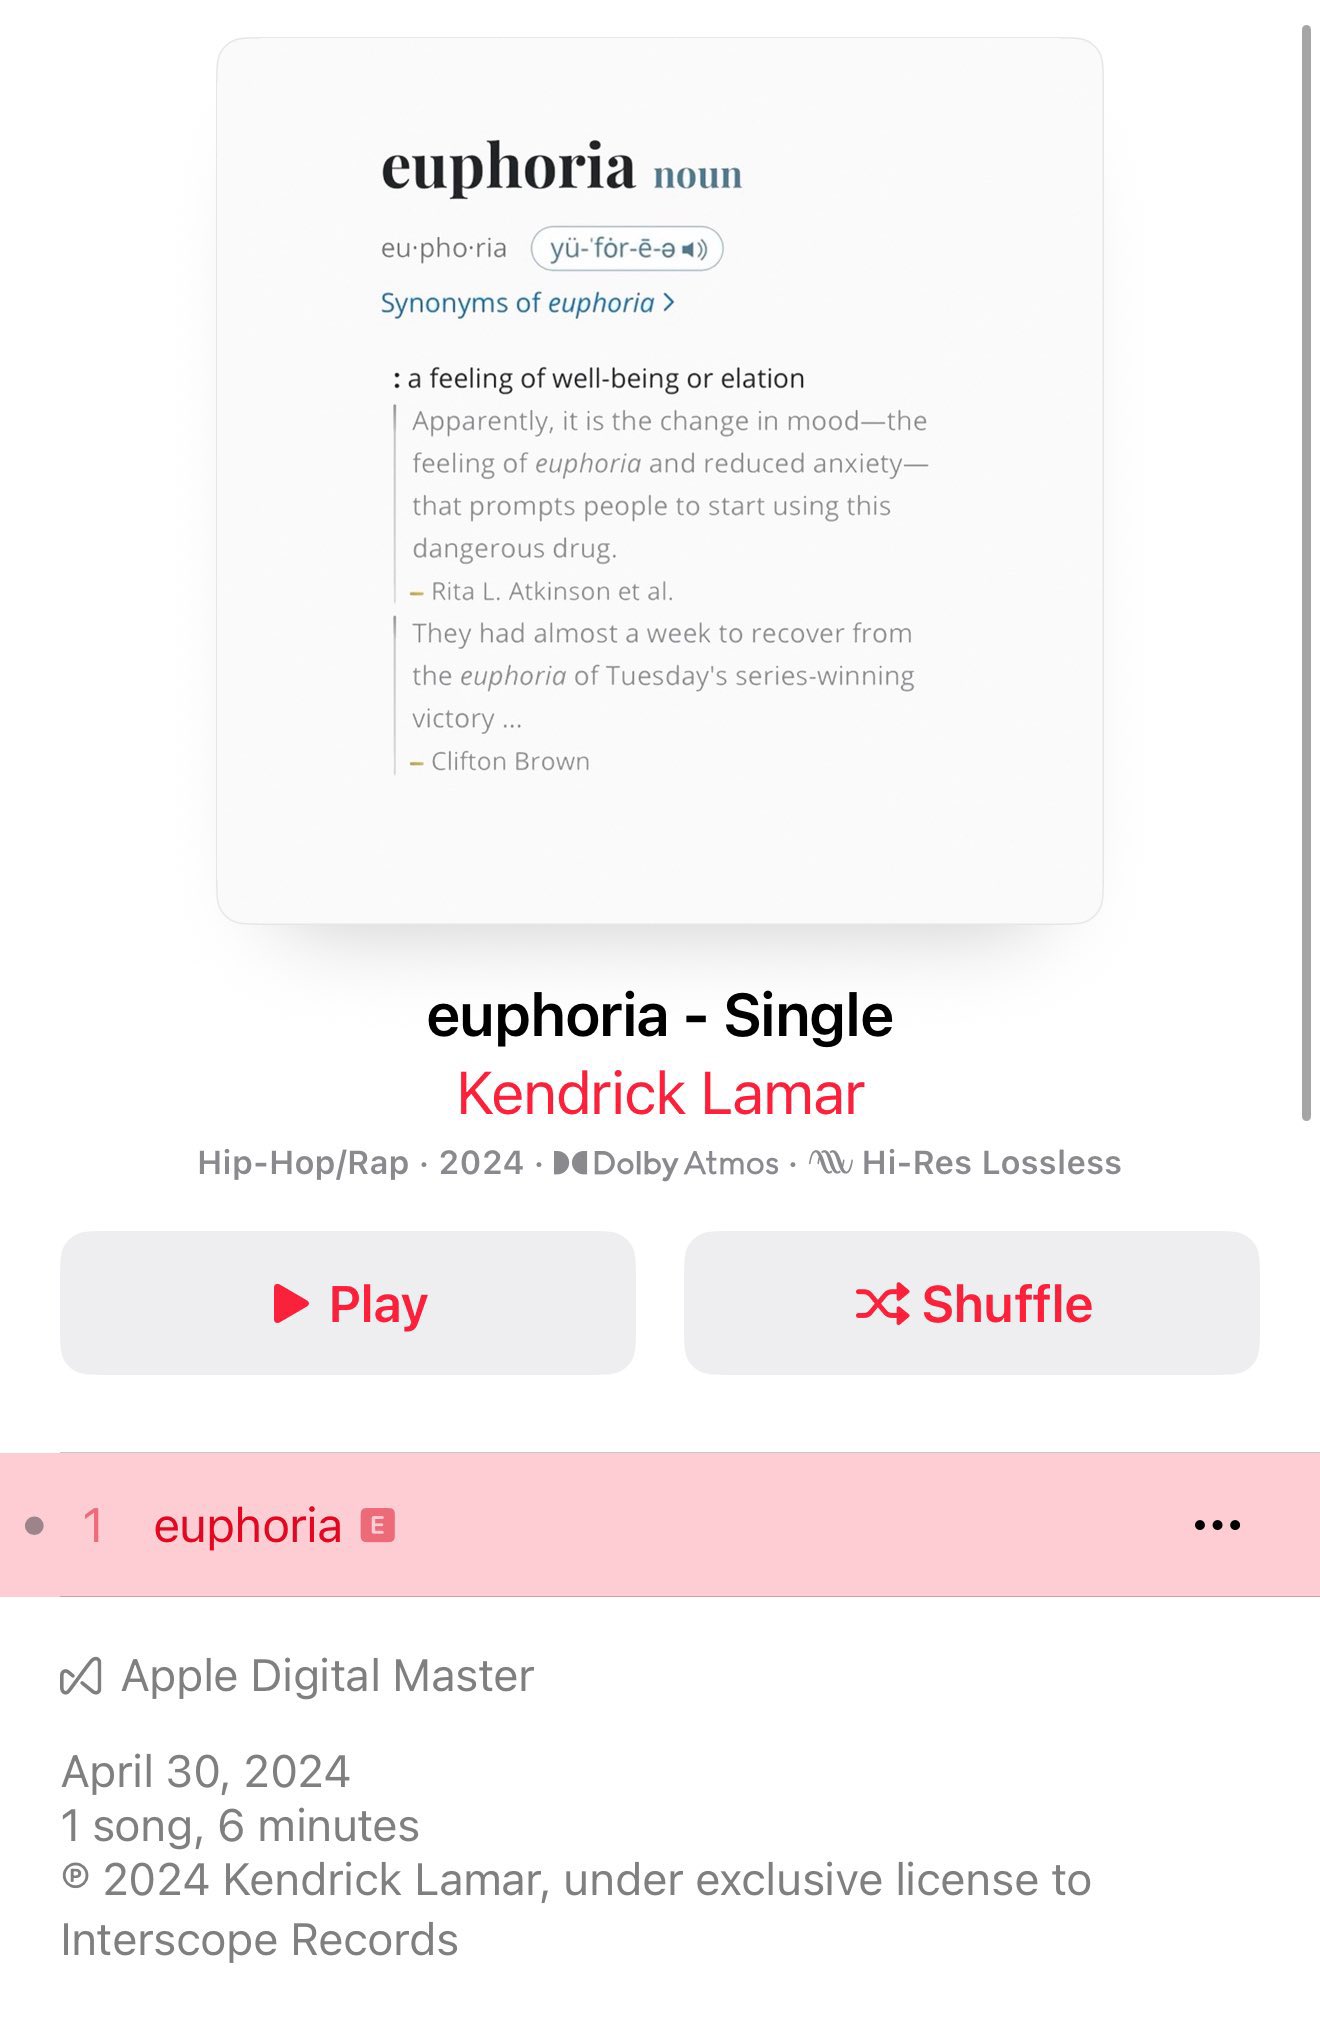 euphoria noun
eu·pho·ria yü-ˈfȯr-ē-ə
Synonyms of euphoria >
: a feeling of well-being or elation
Apparently, it is the change in mood—the
feeling of euphoria and reduced anxiety—
that prompts people to start using this
dangerous drug.
– Rita L. Atkinson et al.
They had almost a week to recover from
the euphoria of Tuesday's series-winning
victory ...
– Clifton Brown
euphoria - Single
Kendrick Lamar
Hip-Hop/Rap · 2024 · Dolby Atmos · Hi-Res Lossless
Play
Shuffle
1 euphoria E
Apple Digital Master
April 30, 2024
1 song, 6 minutes
℗ 2024 Kendrick Lamar, under exclusive license to
Interscope Records